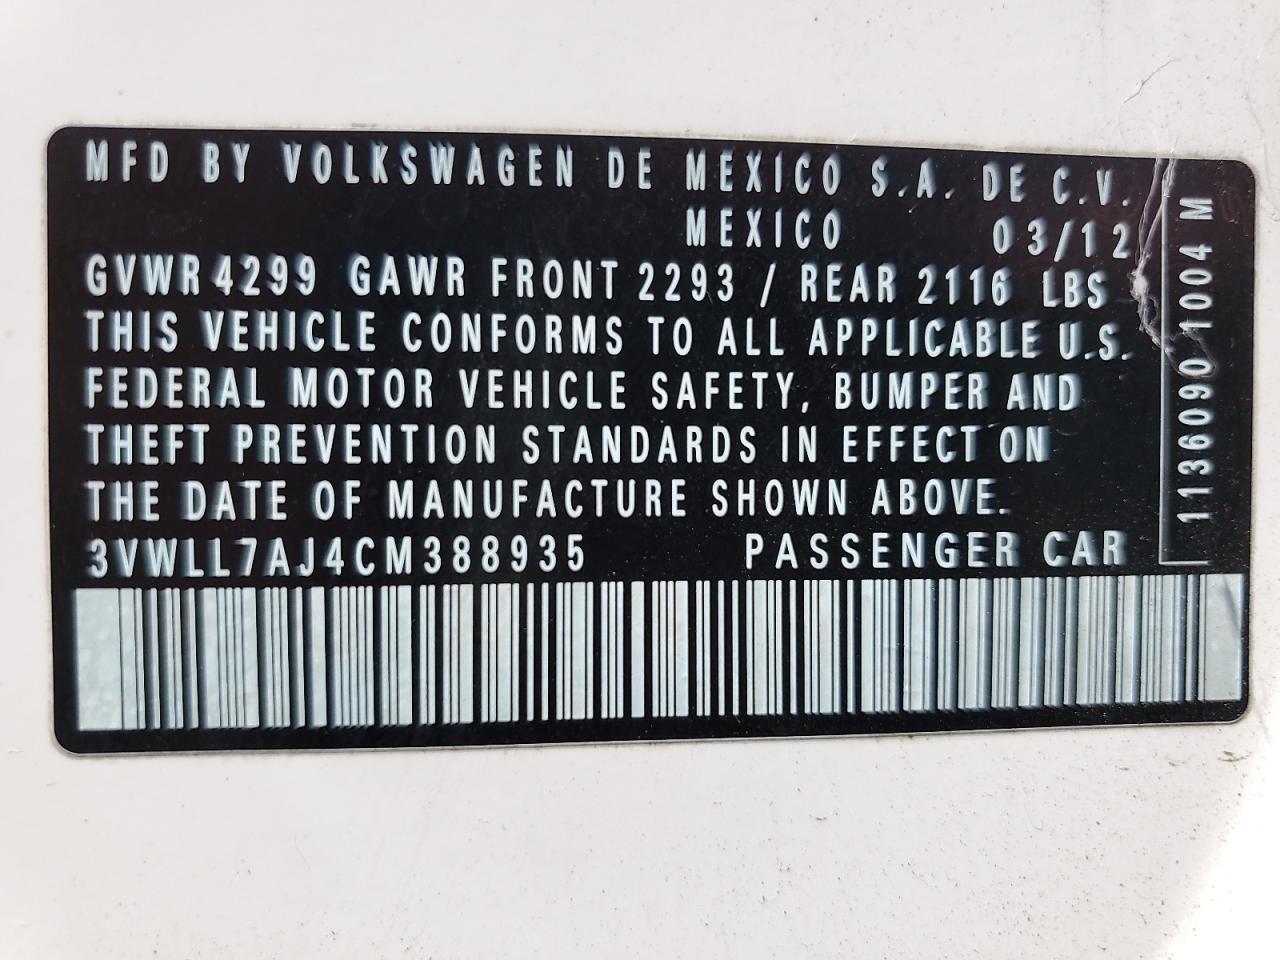 MFD BY VOLKSWAGEN DE MEXICO S.A. DE C.V.
MEXICO 03/12
GVWR 4299 GAWR FRONT 2293 / REAR 2116 LBS
THIS VEHICLE CONFORMS TO ALL APPLICABLE U.S.
FEDERAL MOTOR VEHICLE SAFETY, BUMPER AND
THEFT PREVENTION STANDARDS IN EFFECT ON
THE DATE OF MANUFACTURE SHOWN ABOVE.
3VWLL7AJ4CM388935 PASSENGER CAR
1136090 1004 M